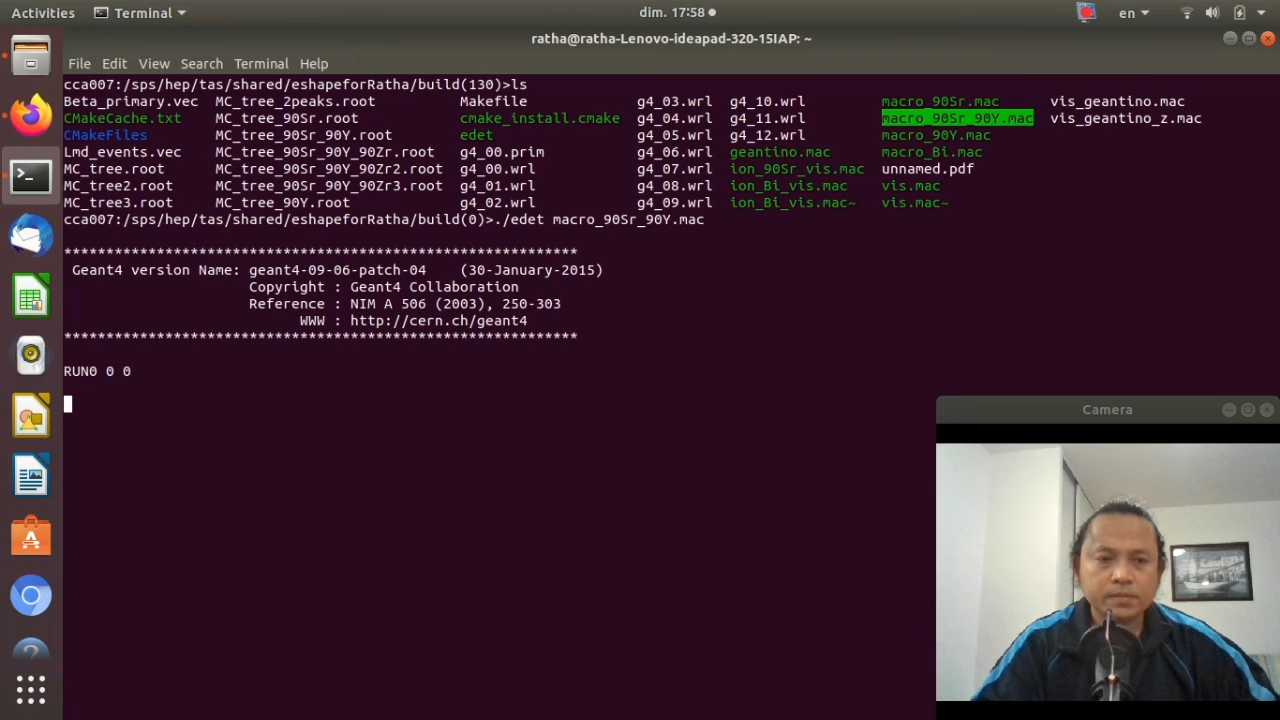 Activities Terminal dim. 17:58 en
ratha@ratha-Lenovo-ideapad-320-15IAP: ~
File Edit View Search Terminal Help
cca007:/sps/hep/tas/shared/eshapeforRatha/build(130)>ls
Beta_primary.vec MC_tree_2peaks.root Makefile g4_03.wrl g4_10.wrl macro_90Sr.mac vis_geantino.mac
CMakeCache.txt MC_tree_90Sr.root cmake_install.cmake g4_04.wrl g4_11.wrl macro_90Sr_90Y.mac vis_geantino_z.mac
CMakeFiles MC_tree_90Sr_90Y.root edet g4_05.wrl g4_12.wrl macro_90Y.mac
Lmd_events.vec MC_tree_90Sr_90Y_90Zr.root g4_00.prim g4_06.wrl geantino.mac macro_Bi.mac
MC_tree.root MC_tree_90Sr_90Y_90Zr2.root g4_00.wrl g4_07.wrl ion_90Sr_vis.mac unnamed.pdf
MC_tree2.root MC_tree_90Sr_90Y_90Zr3.root g4_01.wrl g4_08.wrl ion_Bi_vis.mac vis.mac
MC_tree3.root MC_tree_90Y.root g4_02.wrl g4_09.wrl ion_Bi_vis.mac~ vis.mac~
cca007:/sps/hep/tas/shared/eshapeforRatha/build(0)>./edet macro_90Sr_90Y.mac
*************************************************************
Geant4 version Name: geant4-09-06-patch-04 (30-January-2015)
Copyright : Geant4 Collaboration
Reference : NIM A 506 (2003), 250-303
WWW : http://cern.ch/geant4
*************************************************************
RUN0 0 0
Camera